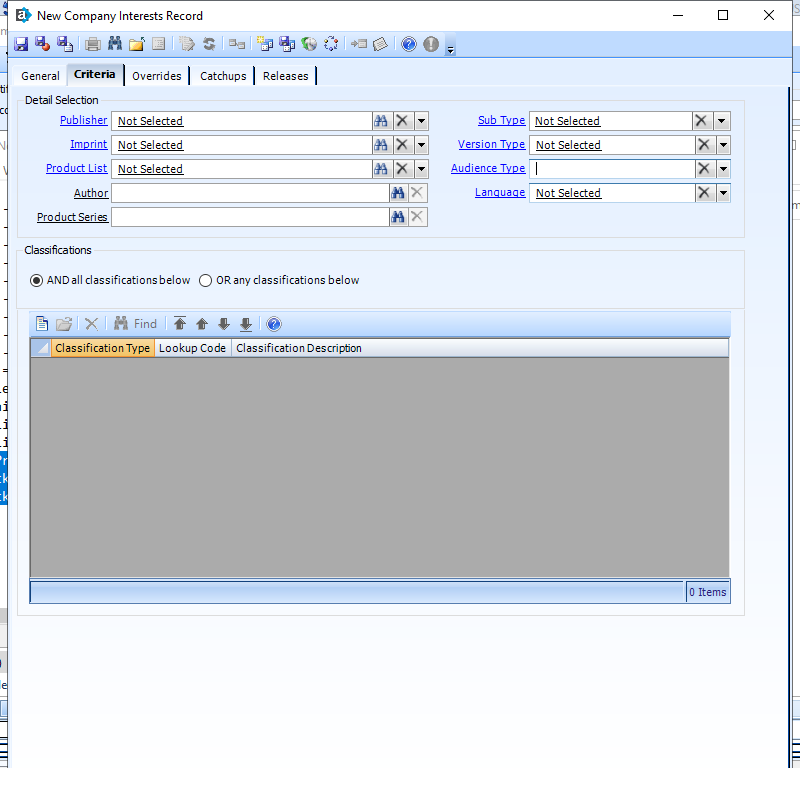 New Company Interests Record
General Criteria Overrides Catchups Releases
Detail Selection
Publisher Not Selected Sub Type Not Selected
Imprint Not Selected Version Type Not Selected
Product List Not Selected Audience Type
Author Language Not Selected
Product Series
Classifications
AND all classifications below OR any classifications below
Find
Classification Type Lookup Code Classification Description
0 Items